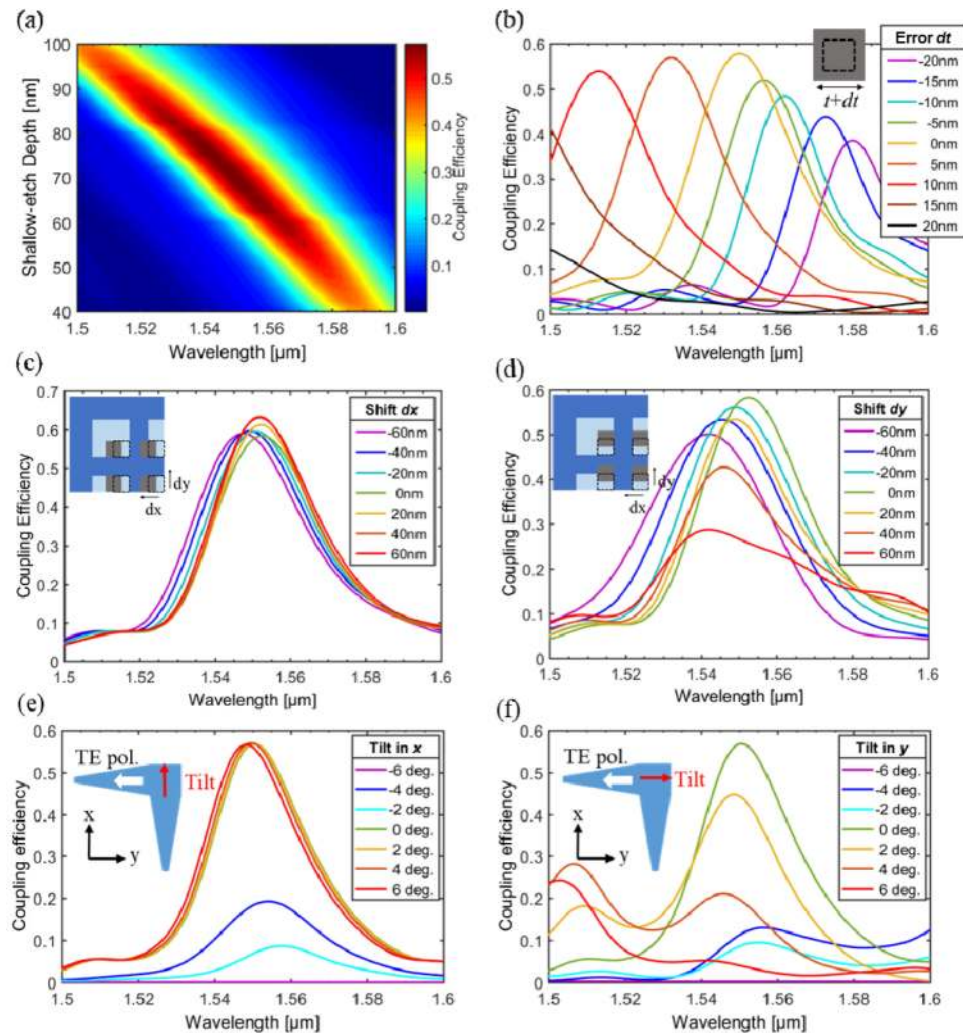 (a)
100
90
80
70
60
50
40
Shallow-etch Depth [nm]
1.5 1.52 1.54 1.56 1.58 1.6
Wavelength [µm]
0.5
0.4
0.3
0.2
0.1
Coupling Efficiency
(b)
0.6
0.5
0.4
0.3
0.2
0.1
0
Coupling Efficiency
1.5 1.52 1.54 1.56 1.58 1.6
Wavelength [µm]
t+dt
Error dt
-20nm
-15nm
-10nm
-5nm
0nm
5nm
10nm
15nm
20nm
(c)
0.7
0.6
0.5
0.4
0.3
0.2
0.1
0
Coupling Efficiency
1.5 1.52 1.54 1.56 1.58 1.6
Wavelength [µm]
dy
dx
Shift dx
-60nm
-40nm
-20nm
0nm
20nm
40nm
60nm
(d)
0.6
0.5
0.4
0.3
0.2
0.1
0
Coupling Efficiency
1.5 1.52 1.54 1.56 1.58 1.6
Wavelength [µm]
dy
dx
Shift dy
-60nm
-40nm
-20nm
0nm
20nm
40nm
60nm
(e)
0.6
0.5
0.4
0.3
0.2
0.1
0
Coupling efficiency
1.5 1.52 1.54 1.56 1.58 1.6
Wavelength [µm]
TE pol.
Tilt
x
y
Tilt in x
-6 deg.
-4 deg.
-2 deg.
0 deg.
2 deg.
4 deg.
6 deg.
(f)
0.6
0.5
0.4
0.3
0.2
0.1
0
Coupling efficiency
1.5 1.52 1.54 1.56 1.58 1.6
Wavelength [µm]
TE pol.
Tilt
x
y
Tilt in y
-6 deg.
-4 deg.
-2 deg.
0 deg.
2 deg.
4 deg.
6 deg.